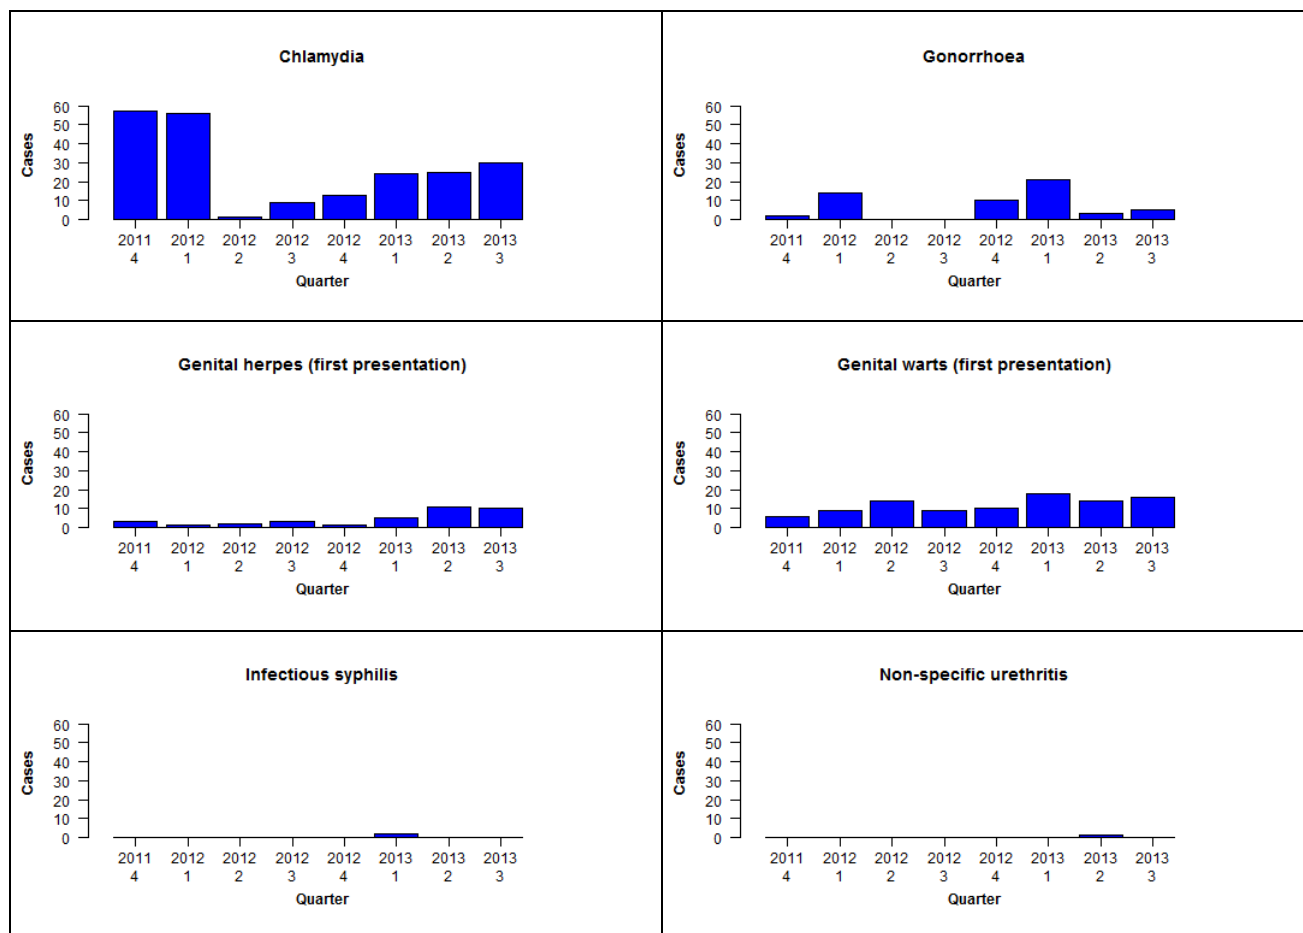 Chlamydia
Cases
60
50
40
30
20
10
0
2011 2012 2012 2012 2012 2013 2013 2013
4 1 2 3 4 1 2 3
Quarter
Gonorrhoea
Cases
60
50
40
30
20
10
0
2011 2012 2012 2012 2012 2013 2013 2013
4 1 2 3 4 1 2 3
Quarter
Genital herpes (first presentation)
Cases
60
50
40
30
20
10
0
2011 2012 2012 2012 2012 2013 2013 2013
4 1 2 3 4 1 2 3
Quarter
Genital warts (first presentation)
Cases
60
50
40
30
20
10
0
2011 2012 2012 2012 2012 2013 2013 2013
4 1 2 3 4 1 2 3
Quarter
Infectious syphilis
Cases
60
50
40
30
20
10
0
2011 2012 2012 2012 2012 2013 2013 2013
4 1 2 3 4 1 2 3
Quarter
Non-specific urethritis
Cases
60
50
40
30
20
10
0
2011 2012 2012 2012 2012 2013 2013 2013
4 1 2 3 4 1 2 3
Quarter